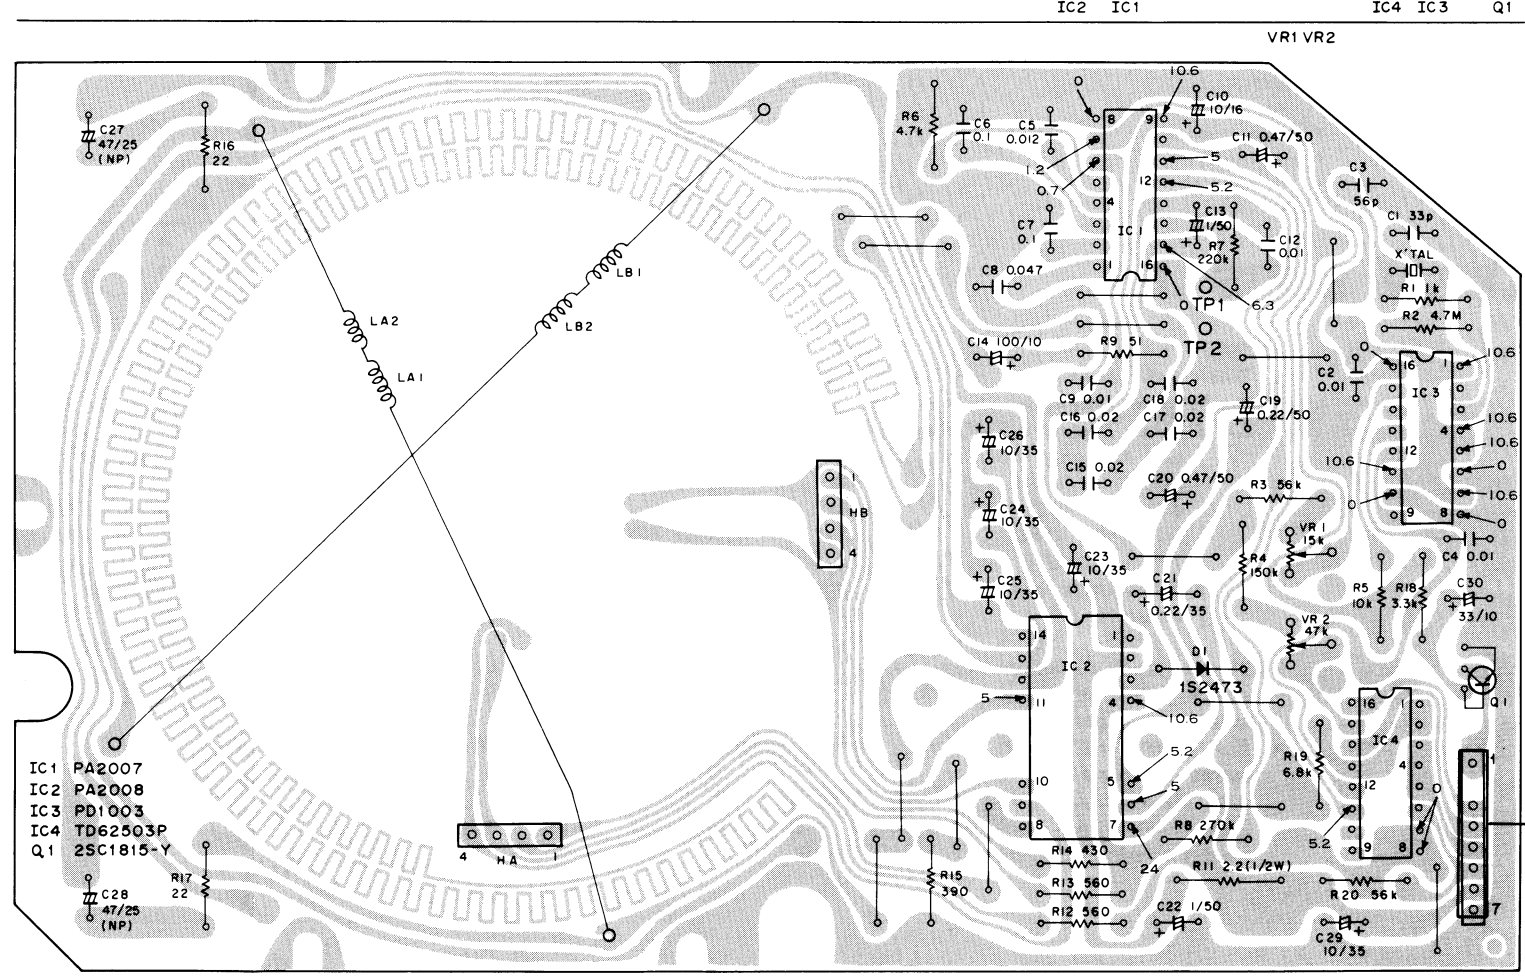 IC2 IC1 IC4 IC3 Q1
VR1 VR2
C27
47/25
(NP)
R16
22
LA2
LA1
LB1
LB2
HB
1
4
HA
4 1
IC1 PA2007
IC2 PA2008
IC3 PD1003
IC4 TD62503P
Q1 2SC1815-Y
C28
47/25
(NP)
R17
22
R6
4.7k
C6
0.1
C5
0.012
0
10.6
8 9
C10
10/16
+
C11 0.47/50
+
1.2
0.7
5
12
5.2
4
IC1
1 16
C7
0.1
C13
1/50
+
R7
220k
C12
0.01
C3
56p
C1 33p
X'TAL
R1 1k
R2 4.7M
C8 0.047
0
TP1
6.3
TP2
C14 100/10
+
R9 51
C9 0.01
C18 0.02
C16 0.02
C17 0.02
C19
0.22/50
+
C2
0.01
0
16 1
10.6
IC3
4
10.6
12
10.6
10.6
0
10.6
0
9 8
0
C26
10/35
+
C15 0.02
C20 0.47/50
+
R3 56k
C24
10/35
+
VR1
15k
C4 0.01
C23
10/35
+
C25
10/35
+
C21
0.22/35
+
R4
150k
R5
10k
R18
3.3k
C30
33/10
+
VR2
47k
14 1
IC2
D1
1S2473
5
11 4
10.6
5.2
10 5
5
8 7
24
Q1
16 1
IC4
4
12
R19
6.8k
0
5.2
9 8
1
7
R8 270k
R14 430
R11 2.2(1/2W)
R13 560
R12 560
R15
390
C22 1/50
+
R20 56k
C29
10/35
+